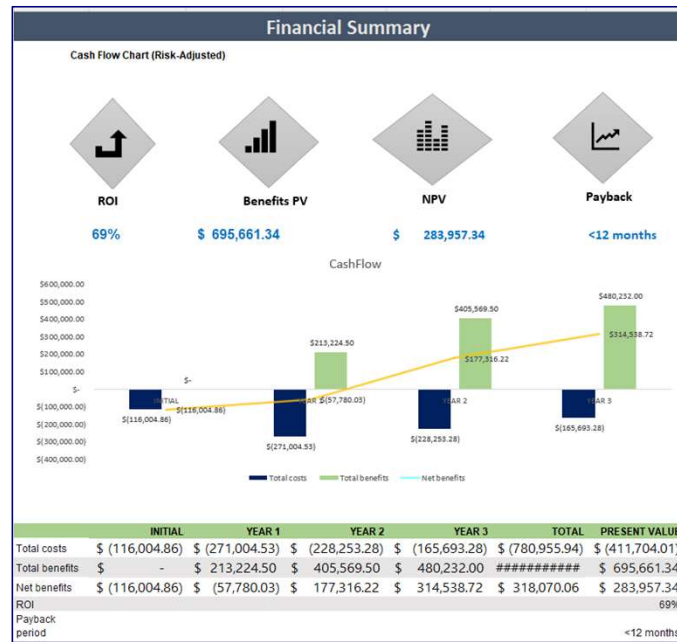 Financial Summary
Cash Flow Chart (Risk-Adjusted)
ROI Benefits PV NPV Payback
69% $ 695,661.34 $ 283,957.34 <12 months
CashFlow
$600,000.00
$500,000.00
$400,000.00
$300,000.00
$200,000.00
$100,000.00
$-
$(100,000.00)
$(200,000.00)
$(300,000.00)
$(400,000.00)
$480,232.00
$405,569.50
$314,538.72
$213,224.50
$177,316.22
$-
INITIAL YEAR 1 YEAR 2 YEAR 3
$(116,004.86) $(57,780.03)
$(116,004.86)
$(271,004.53)
$(228,253.28)
$(165,693.28)
Total costs Total benefits Net benefits
INITIAL YEAR 1 YEAR 2 YEAR 3 TOTAL PRESENT VALUE
Total costs $ (116,004.86) $ (271,004.53) $ (228,253.28) $ (165,693.28) $ (780,955.94) $ (411,704.01)
Total benefits $ - $ 213,224.50 $ 405,569.50 $ 480,232.00 ########### $ 695,661.34
Net benefits $ (116,004.86) $ (57,780.03) $ 177,316.22 $ 314,538.72 $ 318,070.06 $ 283,957.34
ROI 69%
Payback
period <12 months